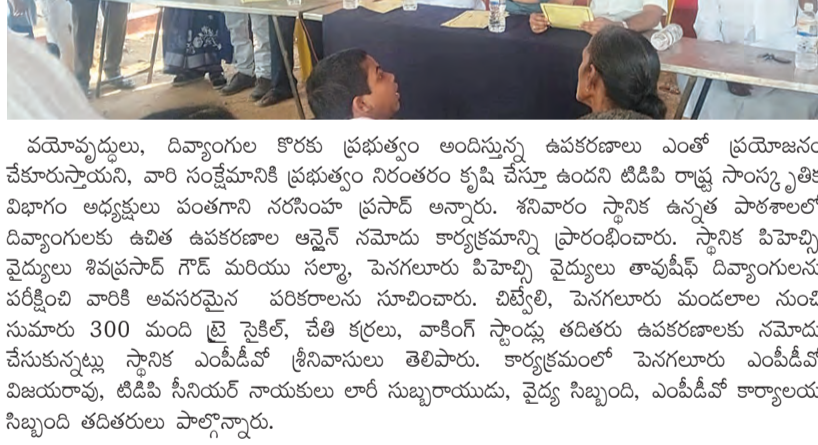 వయోవృద్ధులు, దివ్యాంగుల కొరకు ప్రభుత్వం అందిస్తున్న ఉపకరణాలు ఎంతో ప్రయోజనం
చేకూరుస్తాయని, వారి సంక్షేమానికి ప్రభుత్వం నిరంతరం కృషి చేస్తూ ఉందని టిడిపి రాష్ట్ర సాంస్కృతిక
విభాగం అధ్యక్షులు పంతగాని నరసింహ ప్రసాద్ అన్నారు. శనివారం స్థానిక ఉన్నత పాఠశాలలో
దివ్యాంగులకు ఉచిత ఉపకరణాల ఆన్లైన్ నమోదు కార్యక్రమాన్ని ప్రారంభించారు. స్థానిక పిహెచ్సి
వైద్యులు శివప్రసాద్ గౌడ్ మరియు సల్మా, పెనగలూరు పిహెచ్సి వైద్యులు తావుషీఫ్ దివ్యాంగులను
పరీక్షించి వారికి అవసరమైన పరికరాలను సూచించారు. చిట్వేలి, పెనగలూరు మండలాల నుంచి
సుమారు 300 మంది ట్రై సైకిల్, చేతి కర్రలు, వాకింగ్ స్టాండ్లు తదితరు ఉపకరణాలకు నమోదు
చేసుకున్నట్లు స్థానిక ఎంపీడీవో శ్రీనివాసులు తెలిపారు. కార్యక్రమంలో పెనగలూరు ఎంపీడీవో
విజయరావు, టిడిపి సీనియర్ నాయకులు లారీ సుబ్బరాయుడు, వైద్య సిబ్బంది, ఎంపీడీవో కార్యాలయ
సిబ్బంది తదితరులు పాల్గొన్నారు.